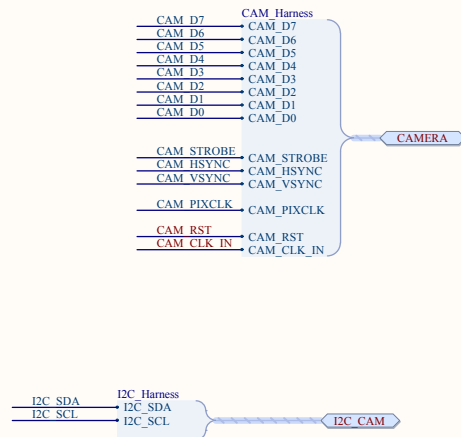 CAM_Harness
CAM_D7 CAM_D7
CAM_D6 CAM_D6
CAM_D5 CAM_D5
CAM_D4 CAM_D4
CAM_D3 CAM_D3
CAM_D2 CAM_D2
CAM_D1 CAM_D1
CAM_D0 CAM_D0
CAMERA
CAM_STROBE CAM_STROBE
CAM_HSYNC CAM_HSYNC
CAM_VSYNC CAM_VSYNC
CAM_PIXCLK CAM_PIXCLK
CAM_RST CAM_RST
CAM_CLK_IN CAM_CLK_IN
I2C_Harness
I2C_SDA I2C_SDA
I2C_SCL I2C_SCL
I2C_CAM